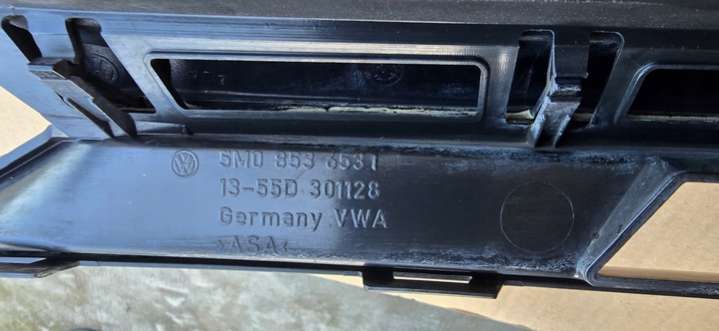 5M0 853 653 I
13-55D 301128
Germany VWA
>ASA<